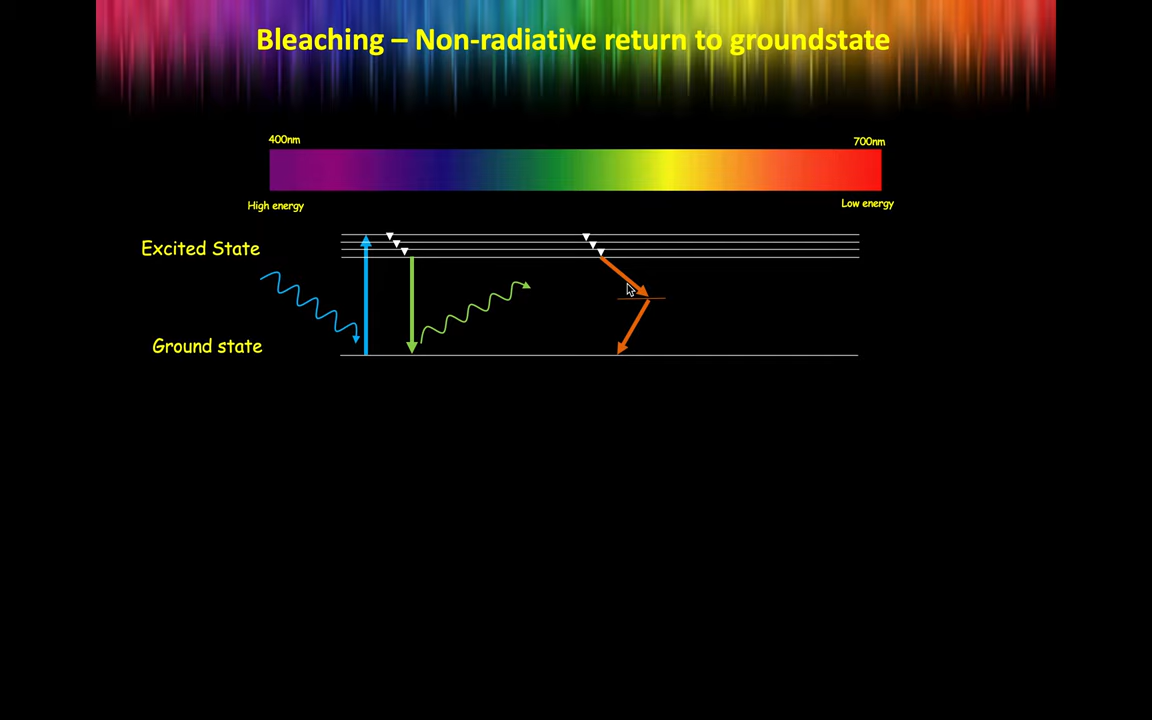 Bleaching – Non-radiative return to groundstate
400nm
700nm
High energy
Low energy
Excited State
Ground state